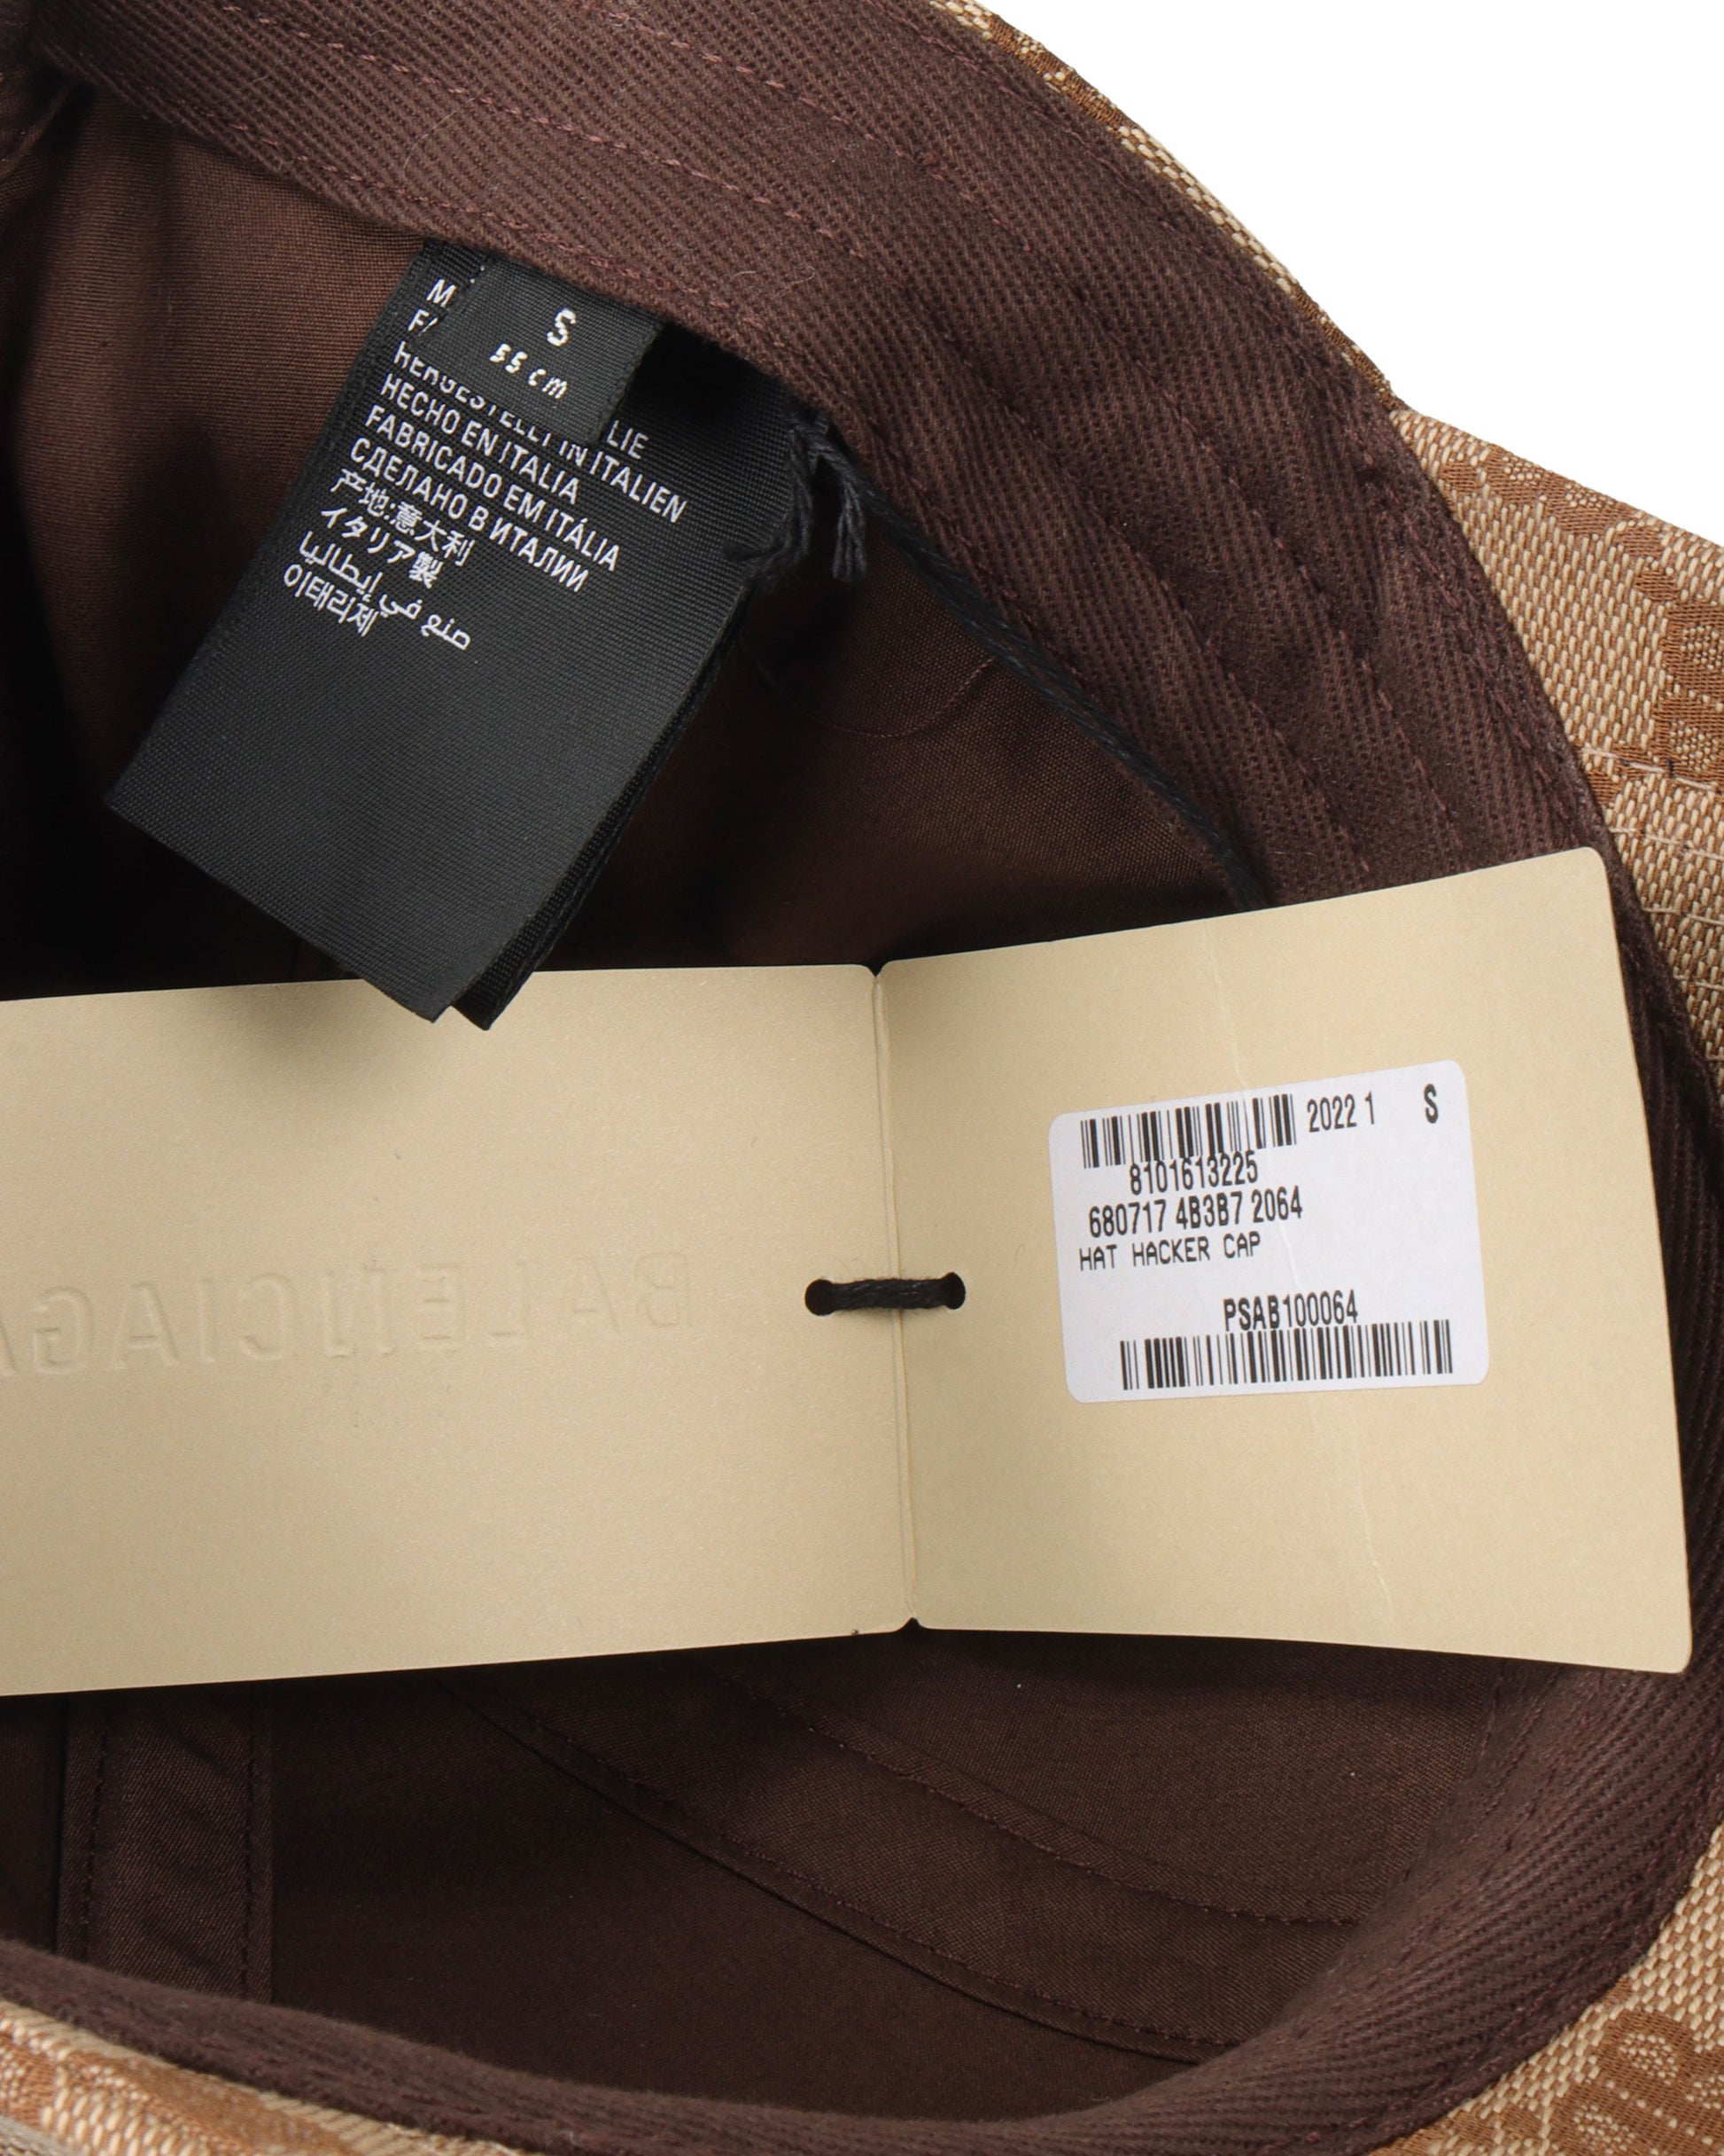 S
55 cm
HERGESTELLT IN ITALIEN
HECHO EN ITALIA
FABRICADO EM ITÁLIA
СДЕЛАНО В ИТАЛИИ
产地:意大利
イタリア製
صنع في إيطاليا
이태리제
2022 1 S
8101613225
680717 4B3B7 2064
HAT HACKER CAP
PSAB100064
BALENCIAGA